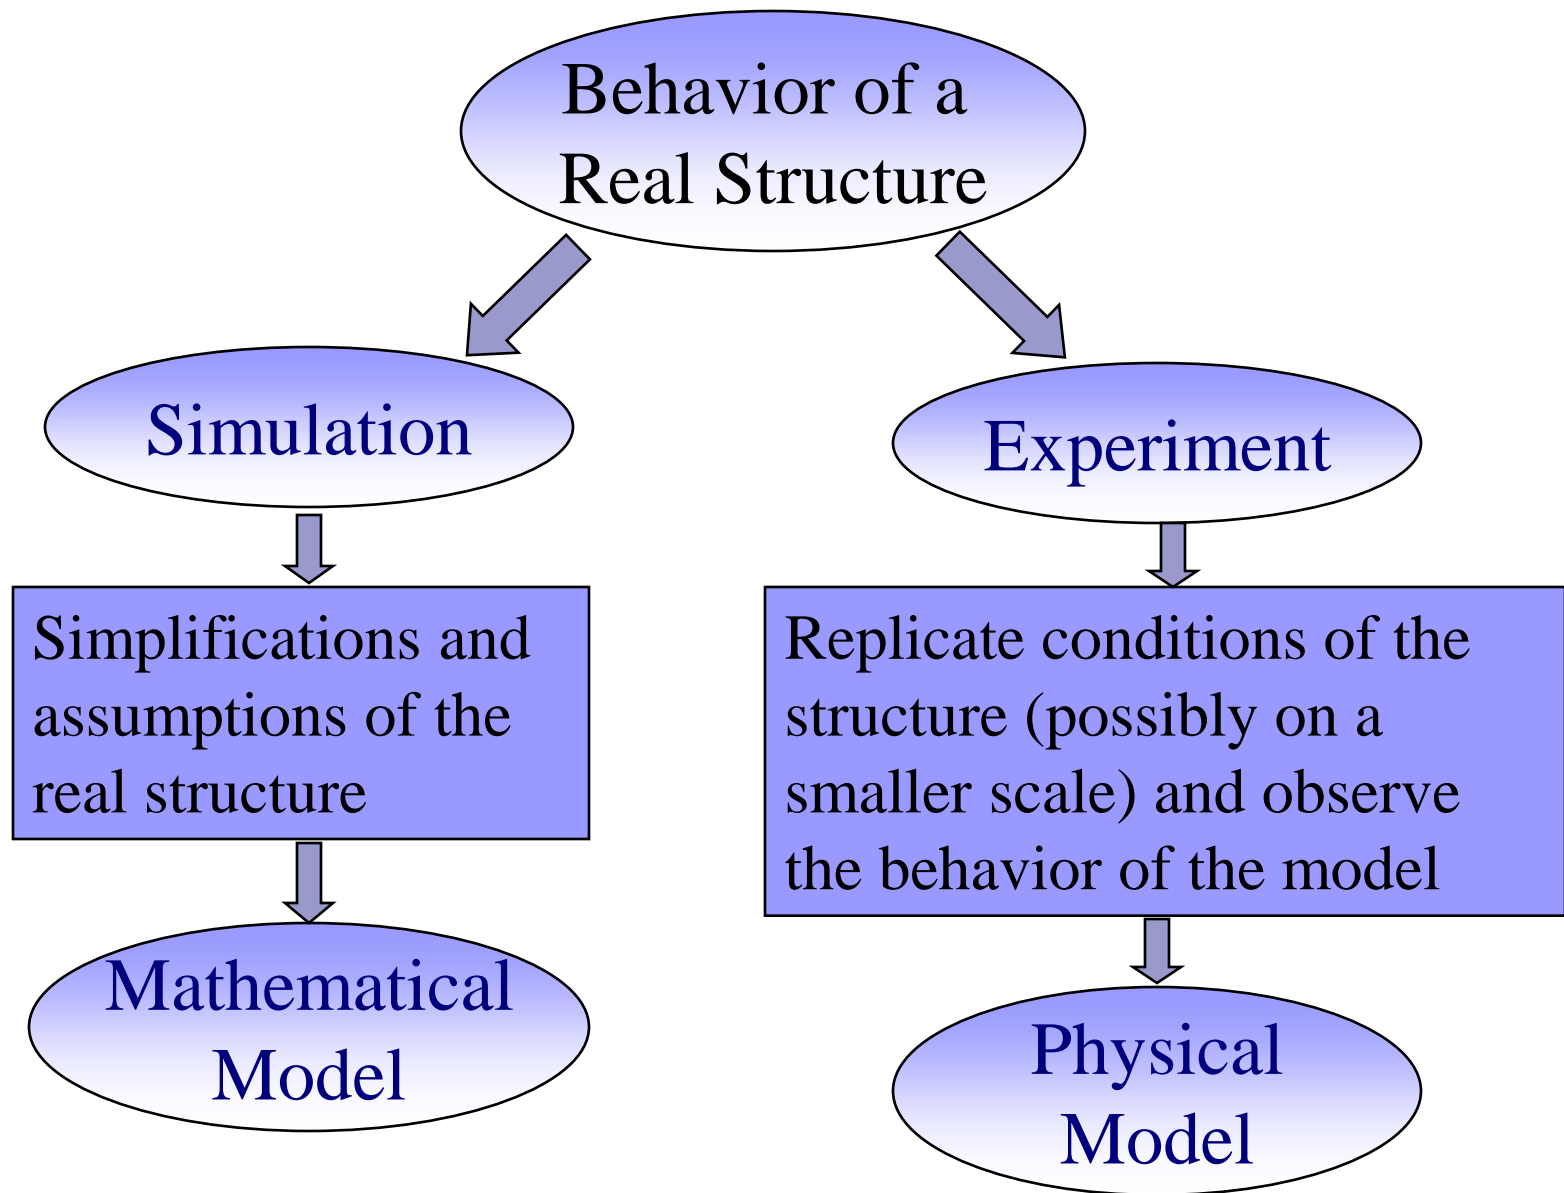 Behavior of a
Real Structure
Simulation
Experiment
Simplifications and
assumptions of the
real structure
Replicate conditions of the
structure (possibly on a
smaller scale) and observe
the behavior of the model
Mathematical
Model
Physical
Model